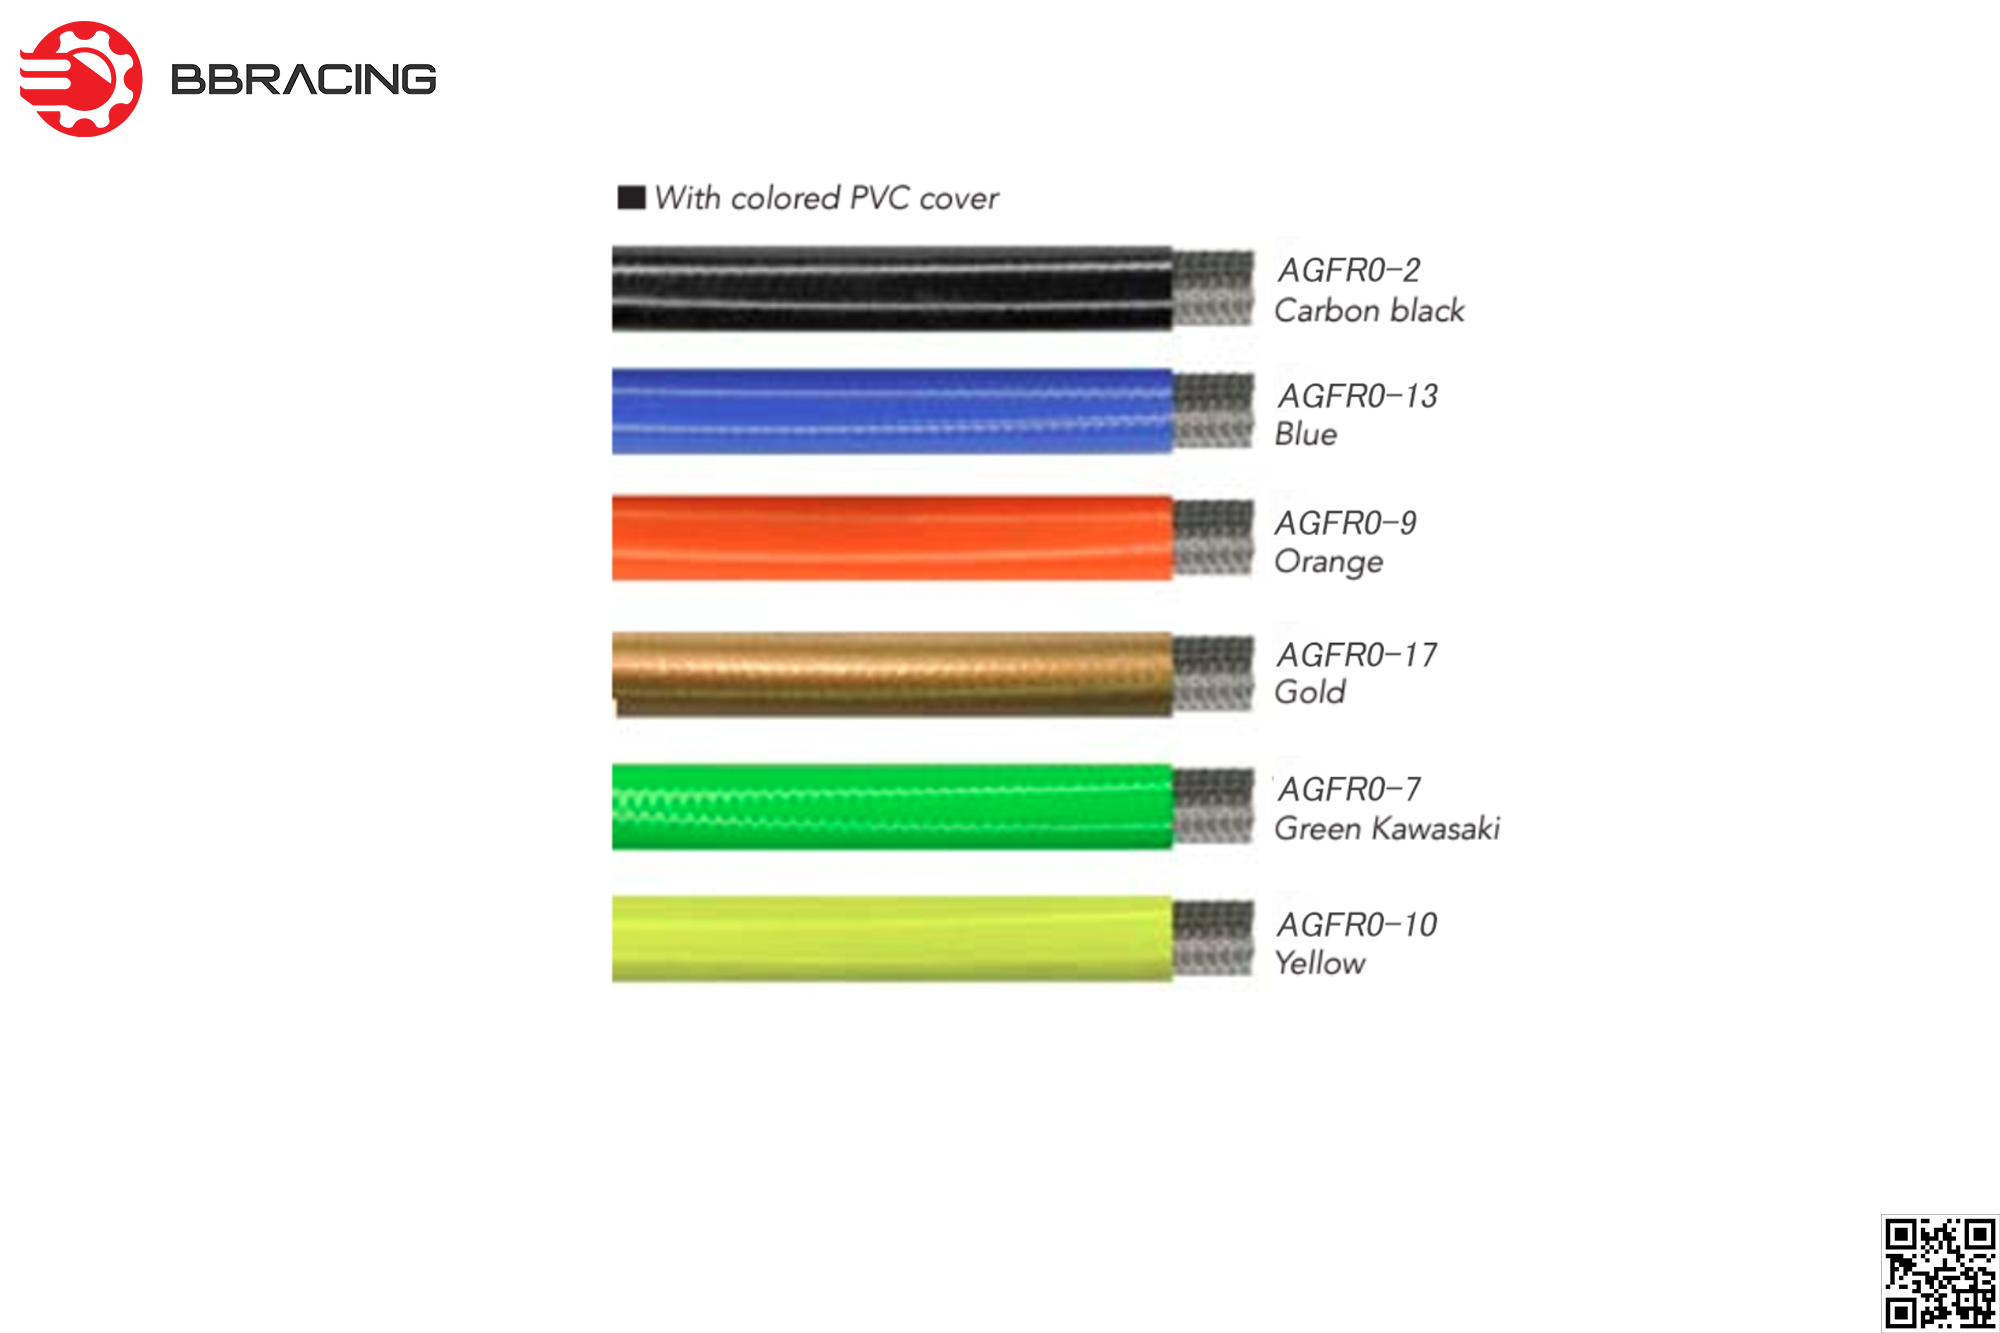 BBRACING
With colored PVC cover
AGFR0-2
Carbon black
AGFR0-13
Blue
AGFR0-9
Orange
AGFR0-17
Gold
AGFR0-7
Green Kawasaki
AGFR0-10
Yellow